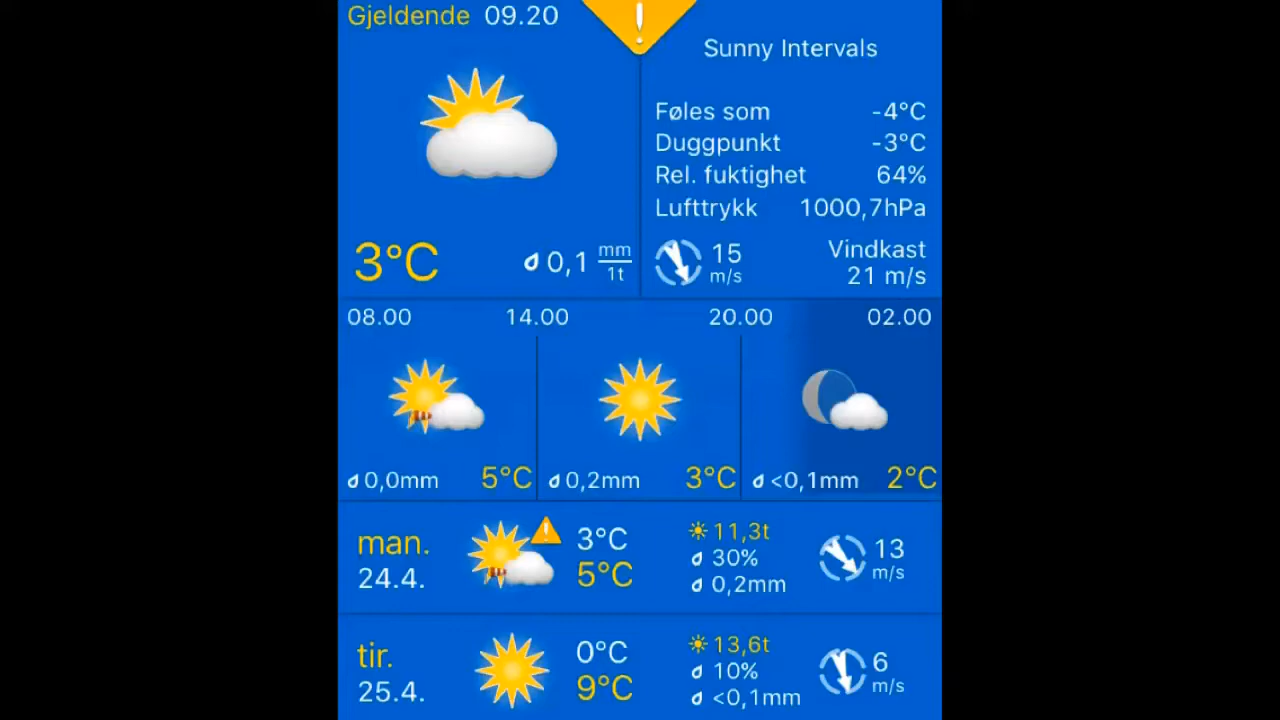 Gjeldende 09.20
!
Sunny Intervals
Føles som -4°C
Duggpunkt -3°C
Rel. fuktighet 64%
Lufttrykk 1000,7hPa
3°C 0,1 mm/1t
15 m/s
Vindkast
21 m/s
08.00 14.00 20.00 02.00
0,0mm 5°C 0,2mm 3°C <0,1mm 2°C
man.
24.4.
!
3°C
5°C
11,3t
30%
0,2mm
13
m/s
tir.
25.4.
0°C
9°C
13,6t
10%
<0,1mm
6
m/s